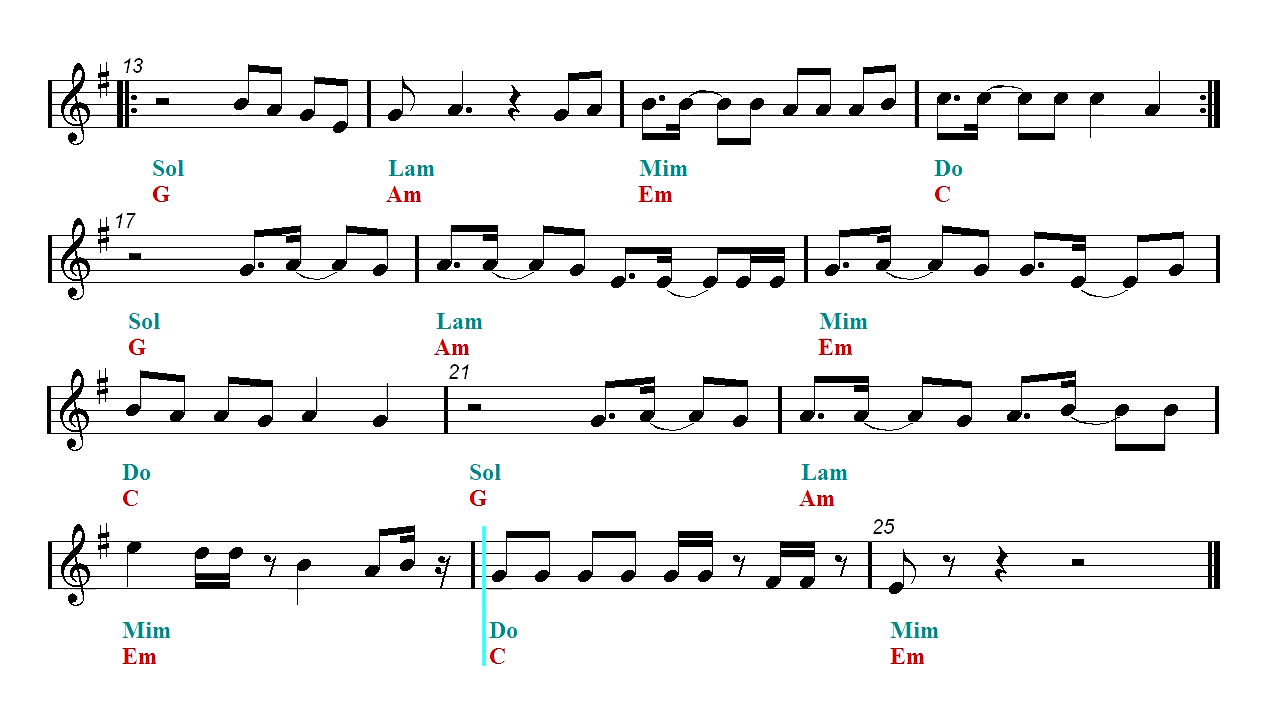 13
Sol Lam Mim Do
G Am Em C
17
Sol Lam Mim
G Am Em
21
Do Sol Lam
C G Am
25
Mim Do Mim
Em C Em